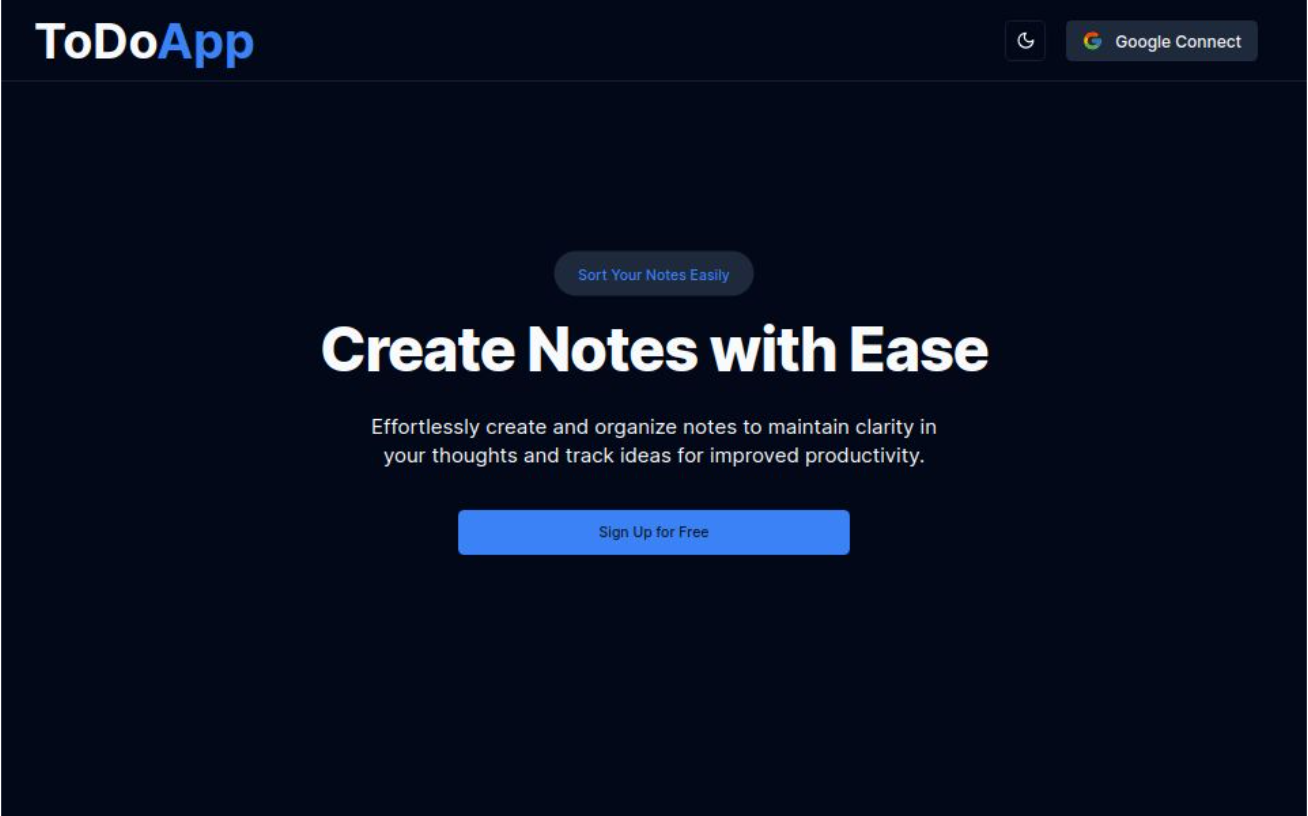 ToDoApp
Google Connect
Sort Your Notes Easily
Create Notes with Ease
Effortlessly create and organize notes to maintain clarity in
your thoughts and track ideas for improved productivity.
Sign Up for Free